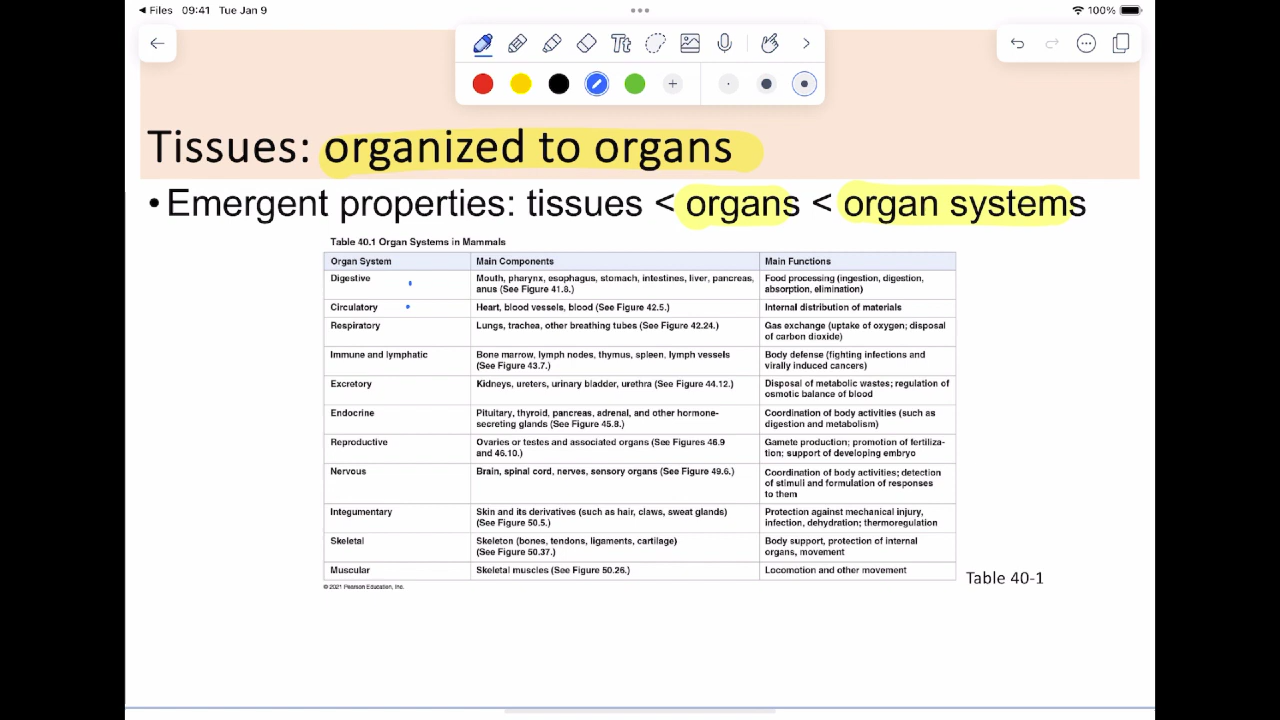 Files 09:41 Tue Jan 9
100%
Tt
Tissues: organized to organs
• Emergent properties: tissues < organs < organ systems
Table 40.1 Organ Systems in Mammals
Organ System Main Components Main Functions
Digestive Mouth, pharynx, esophagus, stomach, intestines, liver, pancreas, Food processing (ingestion, digestion,
anus (See Figure 41.8.) absorption, elimination)
Circulatory Heart, blood vessels, blood (See Figure 42.5.) Internal distribution of materials
Respiratory Lungs, trachea, other breathing tubes (See Figure 42.24.) Gas exchange (uptake of oxygen; disposal
of carbon dioxide)
Immune and lymphatic Bone marrow, lymph nodes, thymus, spleen, lymph vessels Body defense (fighting infections and
(See Figure 43.7.) virally induced cancers)
Excretory Kidneys, ureters, urinary bladder, urethra (See Figure 44.12.) Disposal of metabolic wastes; regulation of
osmotic balance of blood
Endocrine Pituitary, thyroid, pancreas, adrenal, and other hormone- Coordination of body activities (such as
secreting glands (See Figure 45.8.) digestion and metabolism)
Reproductive Ovaries or testes and associated organs (See Figures 46.9 Gamete production; promotion of fertiliza-
and 46.10.) tion; support of developing embryo
Nervous Brain, spinal cord, nerves, sensory organs (See Figure 49.6.) Coordination of body activities; detection
of stimuli and formulation of responses
to them
Integumentary Skin and its derivatives (such as hair, claws, sweat glands) Protection against mechanical injury,
(See Figure 50.5.) infection, dehydration; thermoregulation
Skeletal Skeleton (bones, tendons, ligaments, cartilage) Body support, protection of internal
(See Figure 50.37.) organs, movement
Muscular Skeletal muscles (See Figure 50.26.) Locomotion and other movement
Table 40-1
© 2021 Pearson Education, Inc.